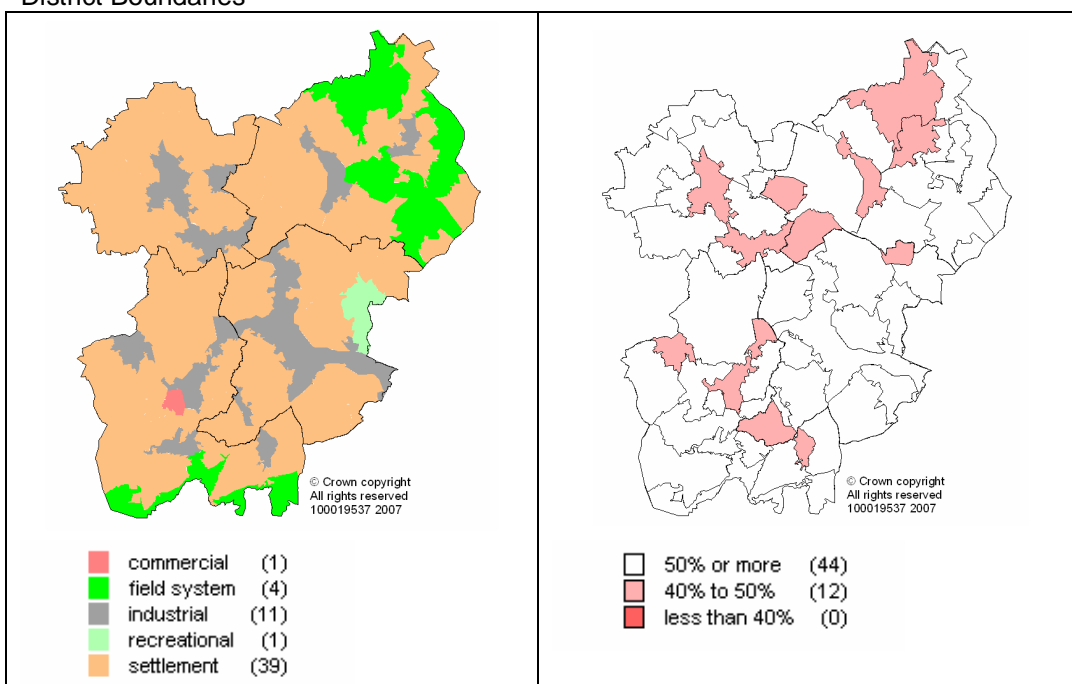 District Boundaries
© Crown copyright
All rights reserved
100019537 2007
commercial (1)
field system (4)
industrial (11)
recreational (1)
settlement (39)
© Crown copyright
All rights reserved
100019537 2007
50% or more (44)
40% to 50% (12)
less than 40% (0)